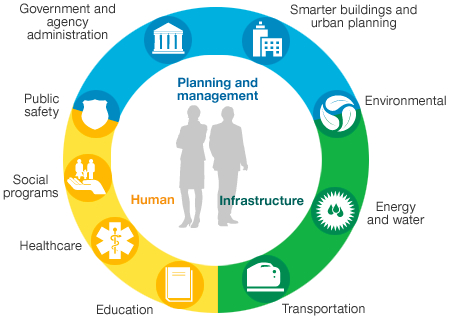 Government and
agency
administration
Smarter buildings and
urban planning
Planning and
management
Public
safety
Environmental
Social
programs
Human
Infrastructure
Energy
and water
Healthcare
Education
Transportation